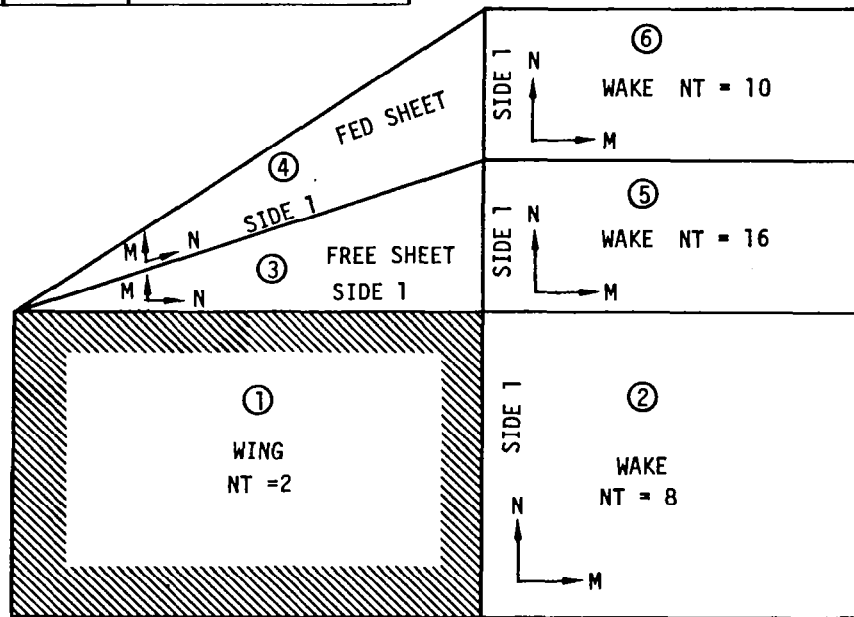 ⑥
SIDE 1
N
WAKE NT = 10
M
FED SHEET
④
SIDE 1
M
N
⑤
SIDE 1
N
WAKE NT = 16
M
③
FREE SHEET
SIDE 1
M
N
①
WING
NT =2
②
SIDE 1
WAKE
NT = 8
N
M